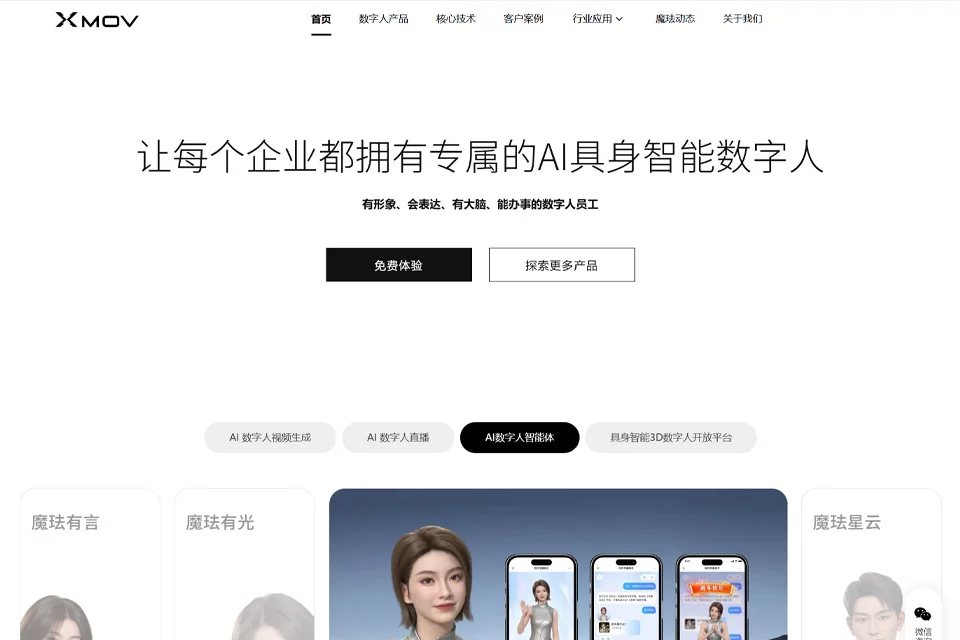 XMOV
首页 数字人产品 核心技术 客户案例 行业应用 魔珐动态 关于我们
让每个企业都拥有专属的AI具身智能数字人
有形象、会表达、有大脑、能办事的数字人员工
免费体验 探索更多产品
AI 数字人视频生成 AI 数字人直播 AI数字人智能体 具身智能3D数字人开放平台
魔珐有言 魔珐有光 魔珐星云
新年快乐
微信